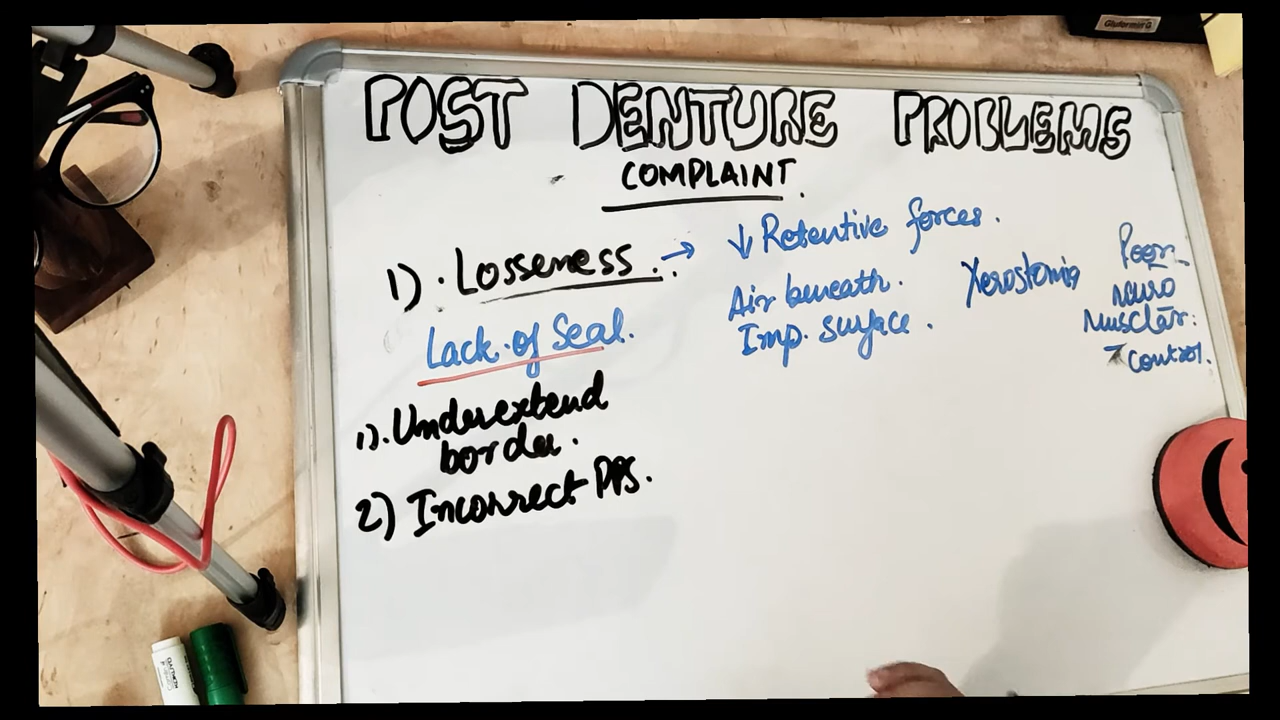 POST DENTURE PROBLEMS
COMPLAINT.
1). Losseness. → ↓ Retentive forces.
Lack of Seal.
1). Underextend
border.
2) Incorrect PPS.
Air beneath.
Imp. surface.
Xerostomia
Poor
neuro
Musclar.
control.